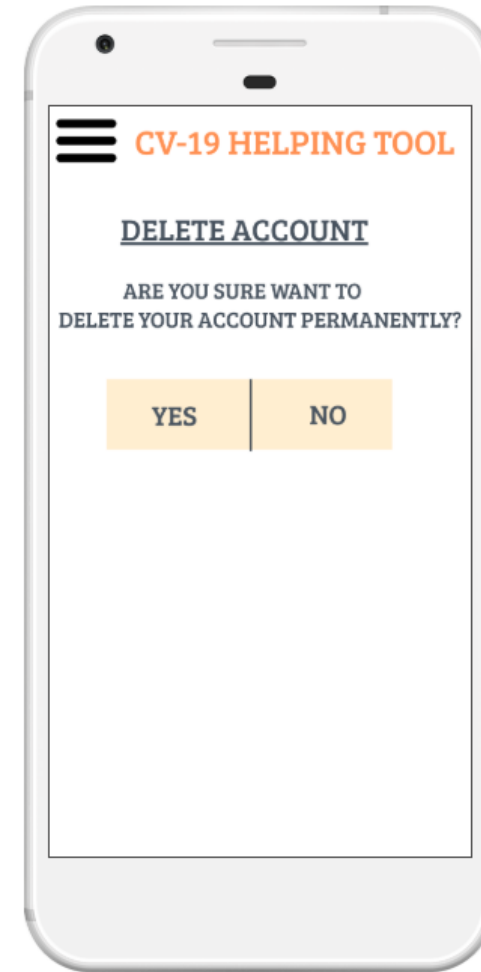 CV-19 HELPING TOOL
DELETE ACCOUNT
ARE YOU SURE WANT TO
DELETE YOUR ACCOUNT PERMANENTLY?
YES NO